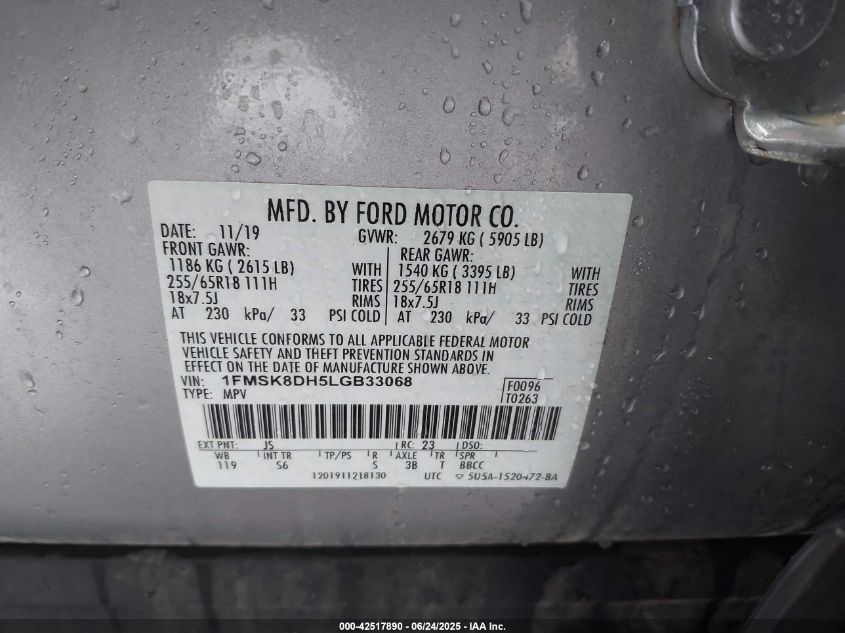 MFD. BY FORD MOTOR CO.
DATE: 11/19 GVWR: 2679 KG ( 5905 LB)
FRONT GAWR: REAR GAWR:
1186 KG ( 2615 LB) WITH 1540 KG ( 3395 LB) WITH
255/65R18 111H TIRES 255/65R18 111H TIRES
18x7.5J RIMS 18x7.5J RIMS
AT 230 kPa/ 33 PSI COLD AT 230 kPa/ 33 PSI COLD
THIS VEHICLE CONFORMS TO ALL APPLICABLE FEDERAL MOTOR
VEHICLE SAFETY AND THEFT PREVENTION STANDARDS IN
EFFECT ON THE DATE OF MANUFACTURE SHOWN ABOVE.
VIN: 1FMSK8DH5LGB33068 F0096
TYPE: MPV T0263
EXT PNT: JS RC: 23 DSO:
WB INT TR TP/PS R AXLE TR SPR
119 S6 S 3B T BBCC
1201911218130 UTC ▽ 5U5A-1520472-BA
000-42517890 - 06/24/2025 - IAA Inc.